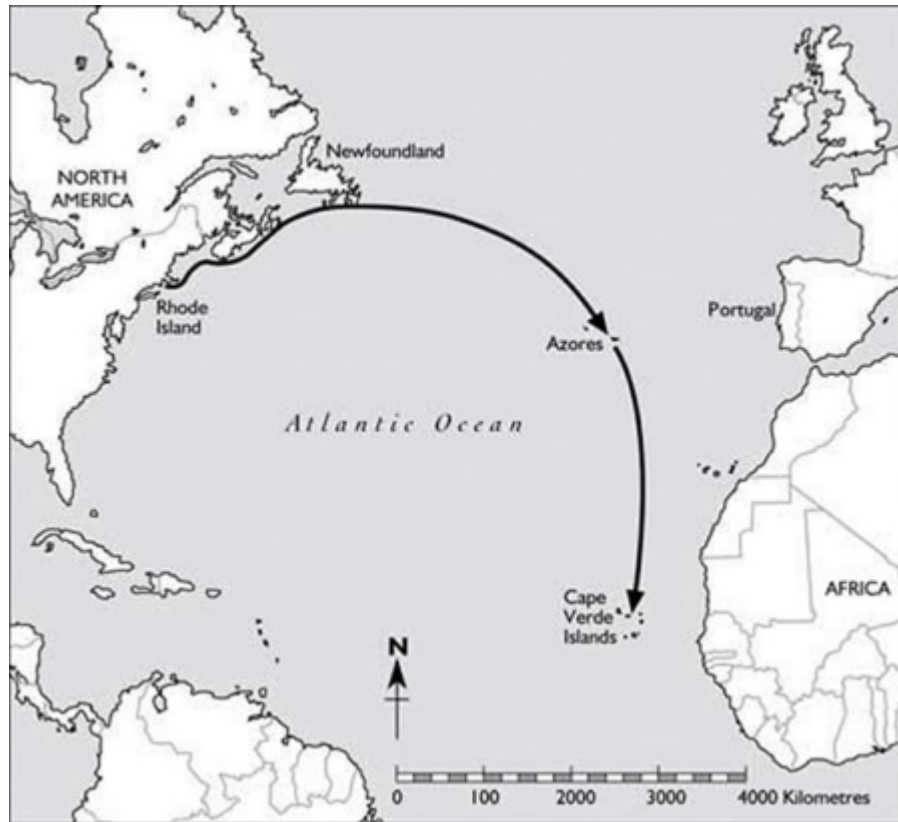 Newfoundland
NORTH
AMERICA
Rhode
Island
Portugal
Azores
Atlantic Ocean
AFRICA
Cape
Verde
Islands
N
0 100 2000 3000 4000 Kilometres